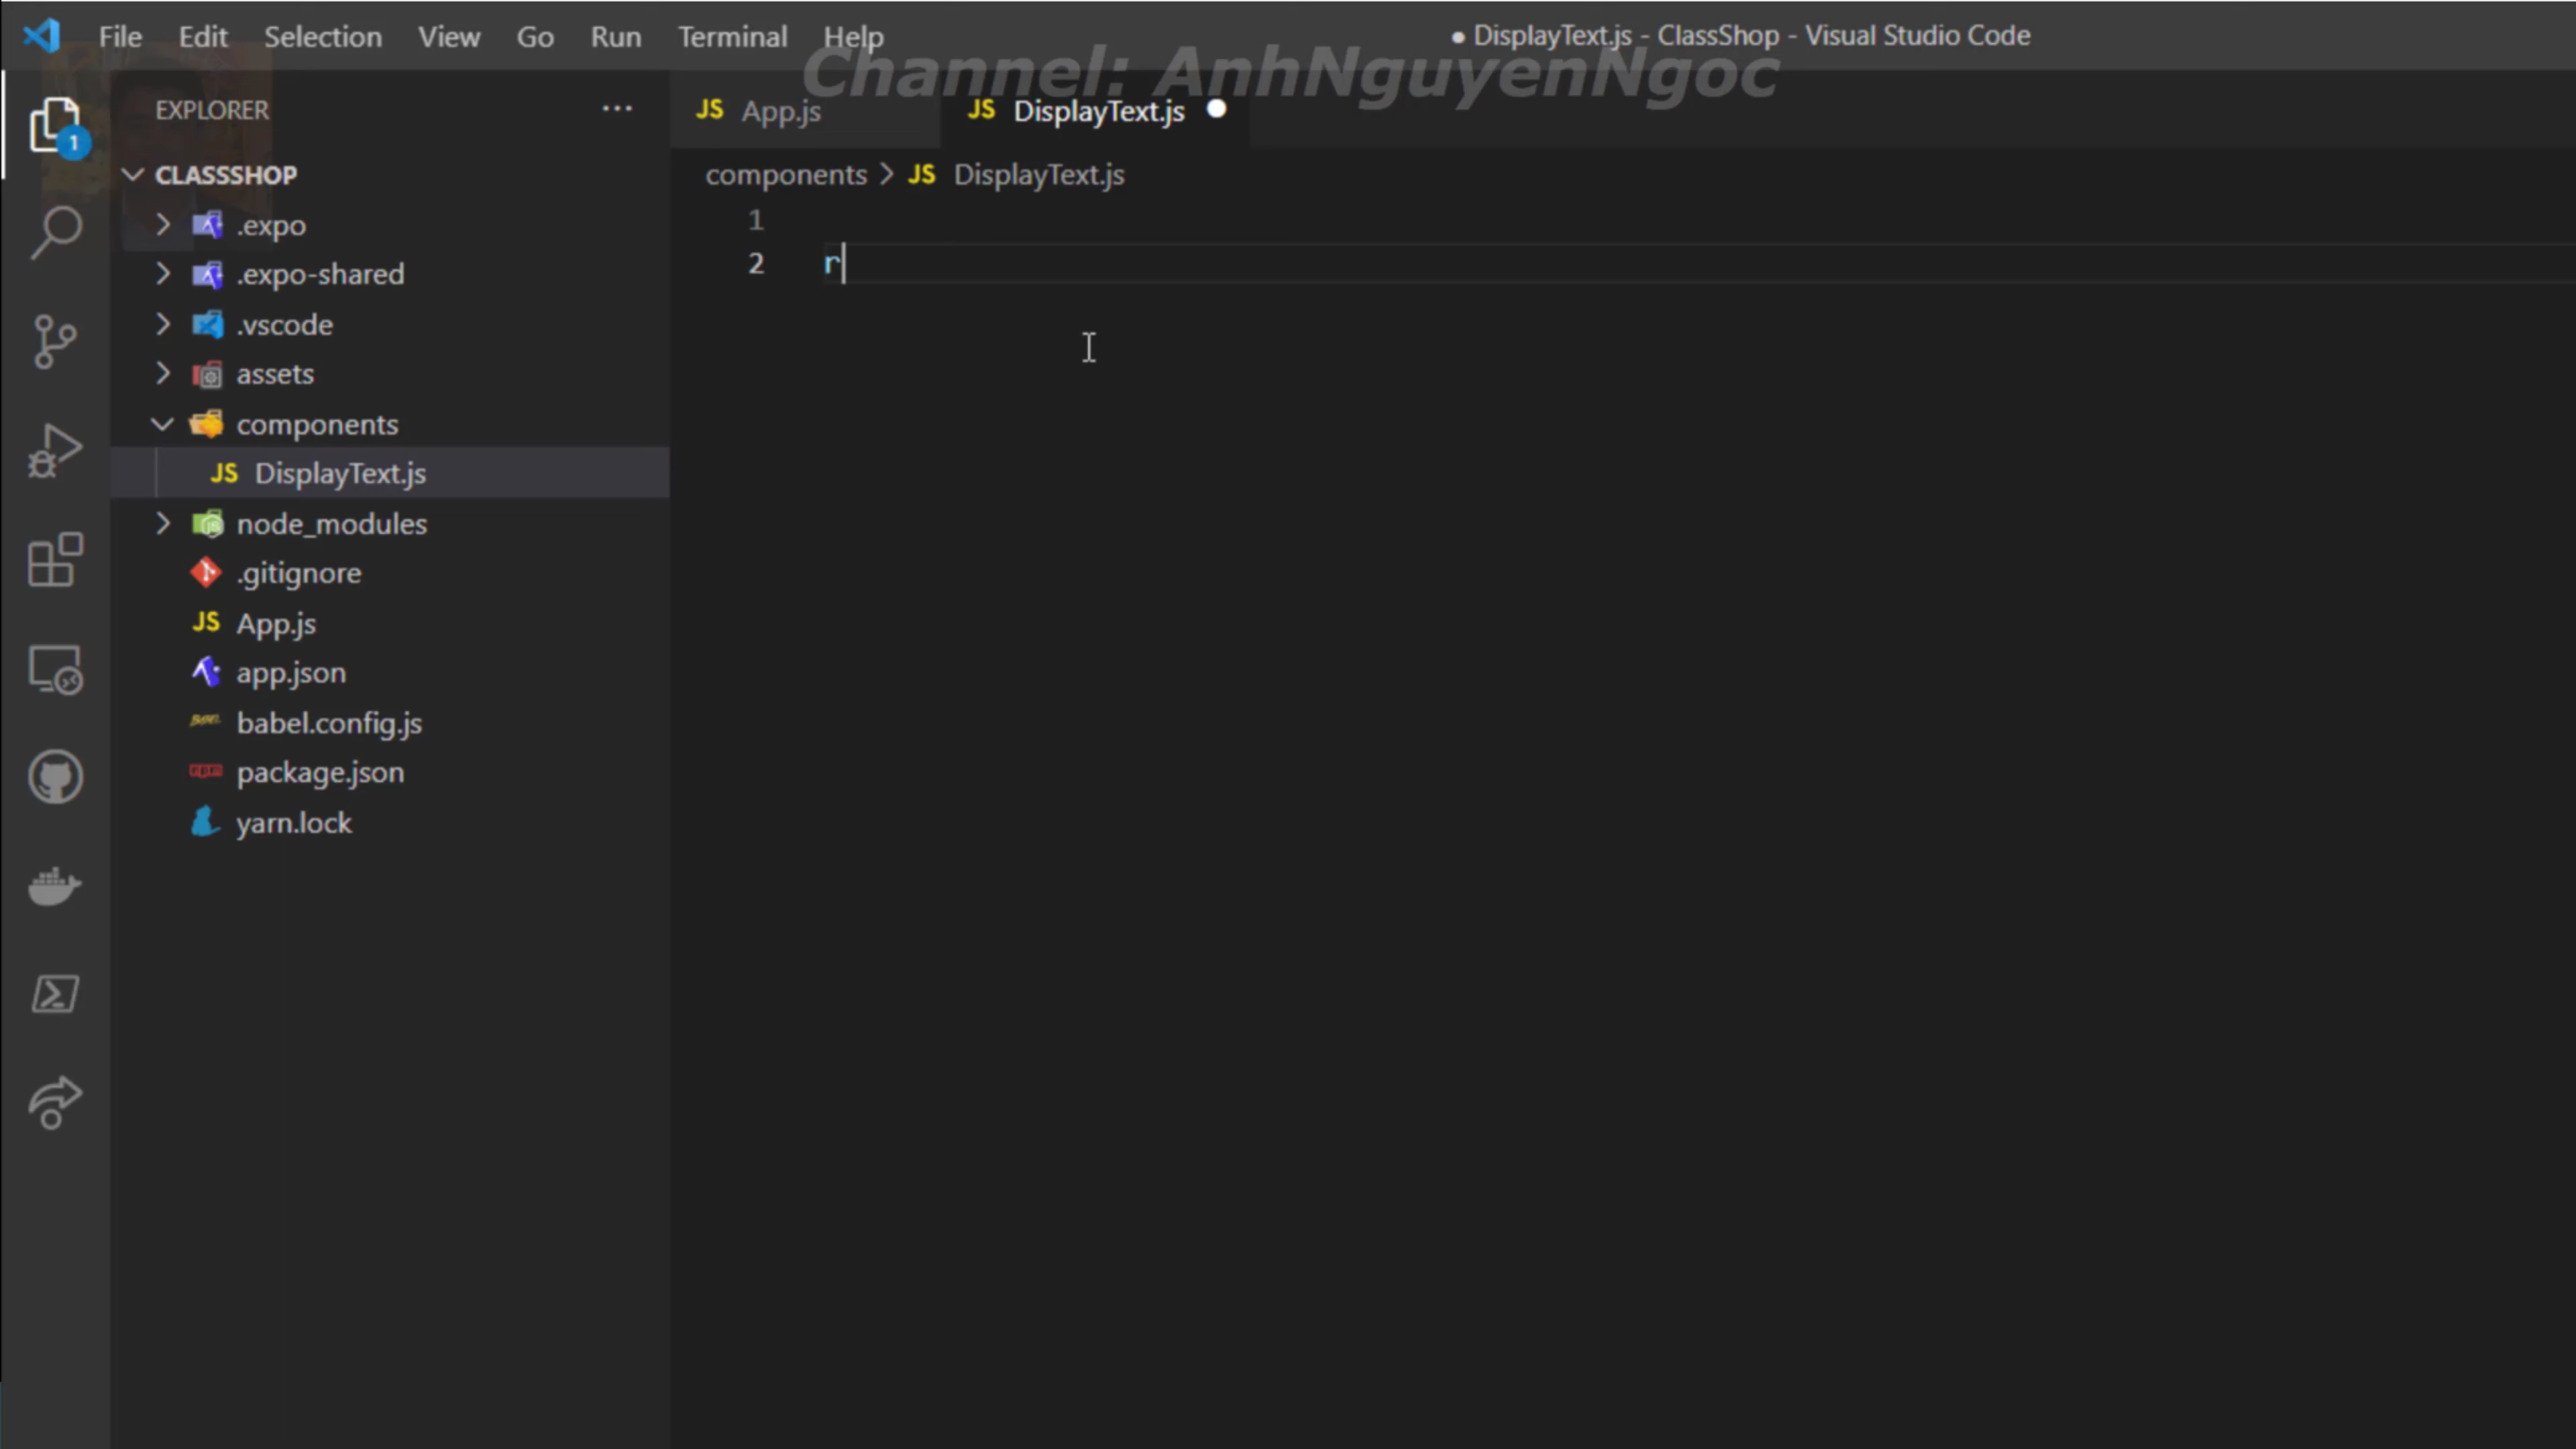 File Edit Selection View Go Run Terminal Help
● DisplayText.js - ClassShop - Visual Studio Code
Channel: AnhNguyenNgoc
EXPLORER
JS App.js
JS DisplayText.js
1
CLASSSHOP
components > JS DisplayText.js
.expo
.expo-shared
.vscode
assets
components
JS DisplayText.js
node_modules
.gitignore
JS App.js
app.json
babel.config.js
package.json
yarn.lock
1
2 r